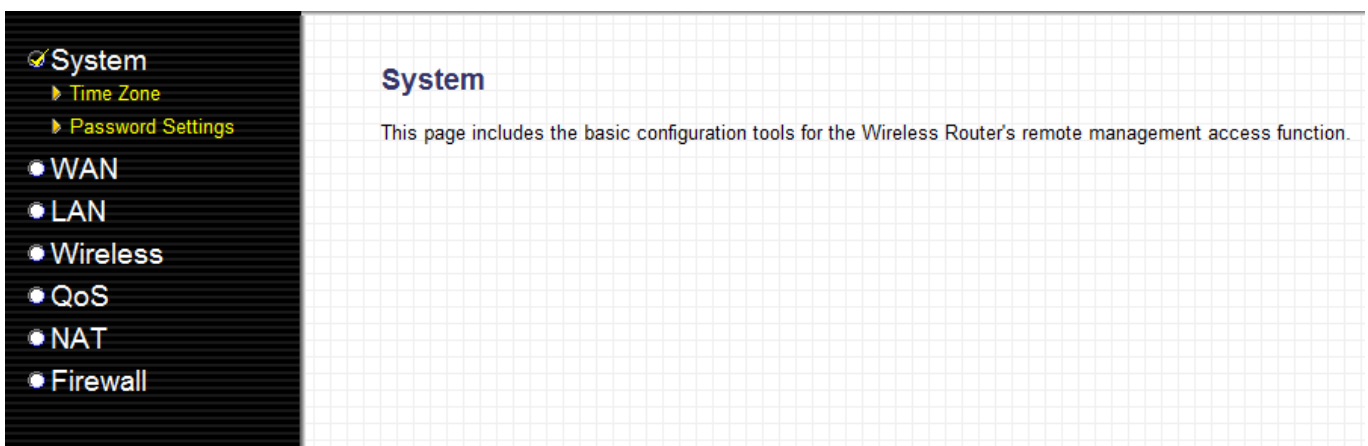 System
Time Zone
Password Settings
WAN
LAN
Wireless
QoS
NAT
Firewall
System
This page includes the basic configuration tools for the Wireless Router's remote management access function.